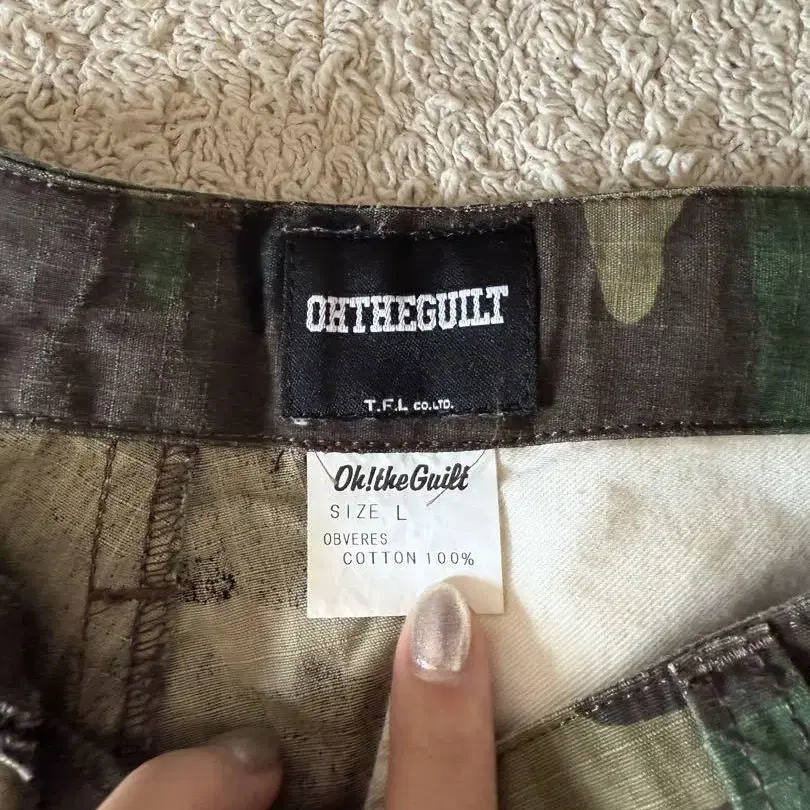 OHTHEGUILT
T.F.L CO.LTD.
Oh!theGuilt
SIZE L
OBVERES
COTTON 100%